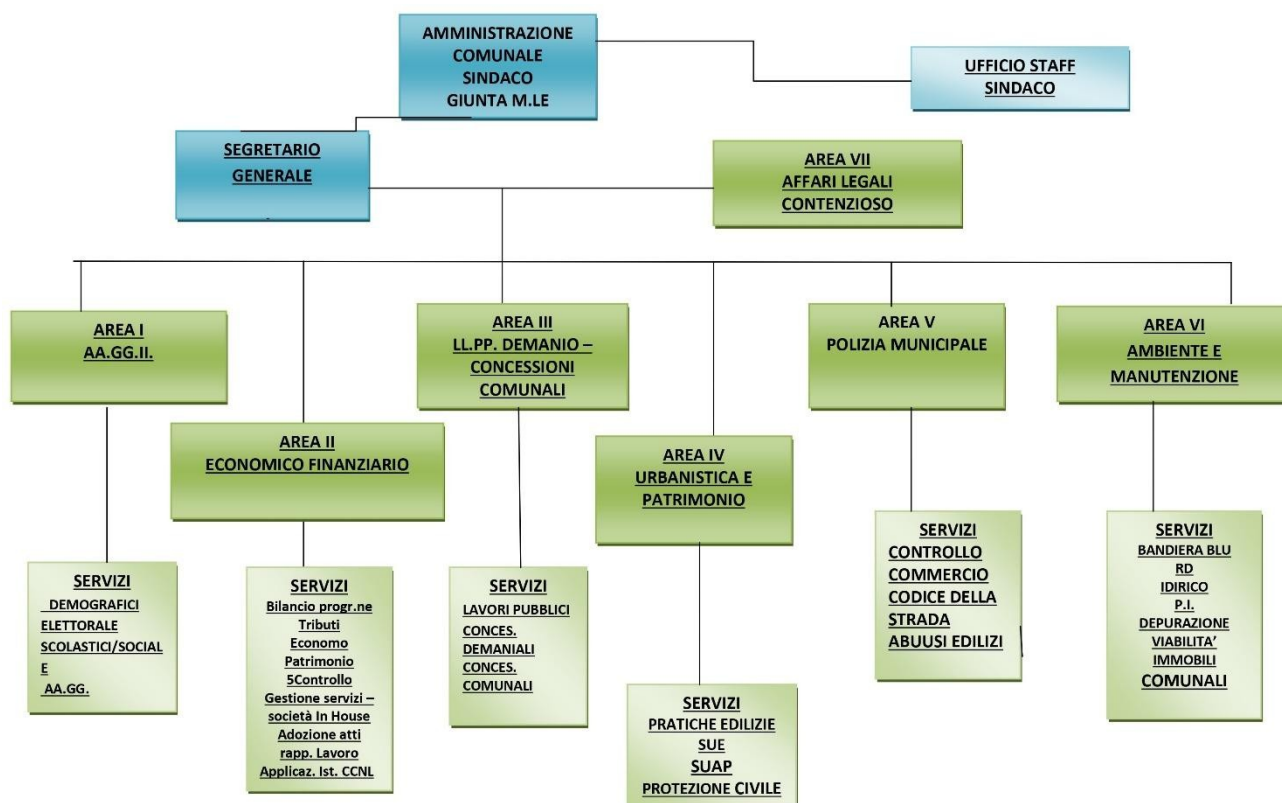 AMMINISTRAZIONE
COMUNALE
SINDACO
GIUNTA M.LE
UFFICIO STAFF
SINDACO
SEGRETARIO
GENERALE
AREA VII
AFFARI LEGALI
CONTENZIOSO
AREA I
AA.GG.II.
AREA II
ECONOMICO FINANZIARIO
AREA III
LL.PP. DEMANIO –
CONCESSIONI
COMUNALI
AREA IV
URBANISTICA E
PATRIMONIO
AREA V
POLIZIA MUNICIPALE
AREA VI
AMBIENTE E
MANUTENZIONE
SERVIZI
DEMOGRAFICI
ELETTORALE
SCOLASTICI/SOCIAL
E
AA.GG.
SERVIZI
Bilancio progr.ne
Tributi
Economo
Patrimonio
5Controllo
Gestione servizi –
società In House
Adozione atti
rapp. Lavoro
Applicaz. Ist. CCNL
SERVIZI
LAVORI PUBBLICI
CONCES.
DEMANIALI
CONCES.
COMUNALI
SERVIZI
PRATICHE EDILIZIE
SUE
SUAP
PROTEZIONE CIVILE
SERVIZI
CONTROLLO
COMMERCIO
CODICE DELLA
STRADA
ABUUSI EDILIZI
SERVIZI
BANDIERA BLU
RD
IDIRICO
P.I.
DEPURAZIONE
VIABILITA’
IMMOBILI
COMUNALI